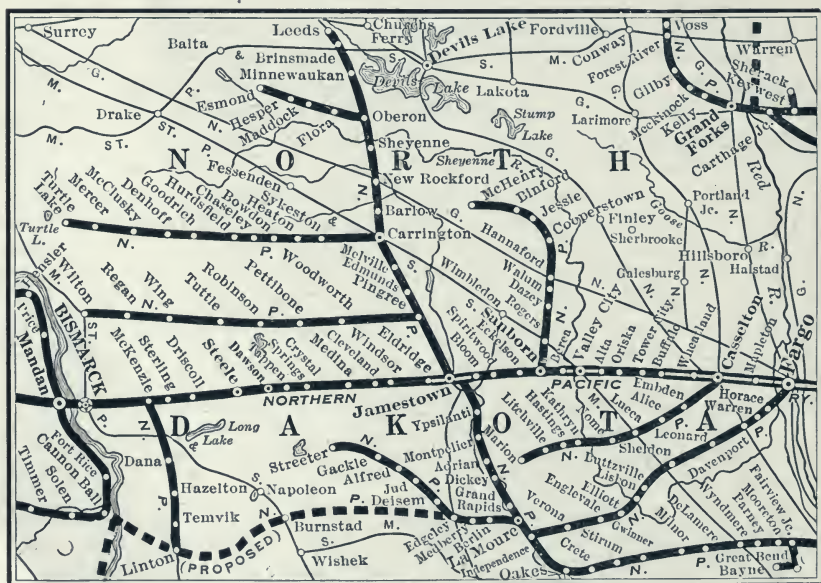 Surrey
Balta
Leeds
Churchs
Ferry
Devils Lake
Fordville
Conway
Voss
Warren
Brinsmade
Minnewaukan
Devils
Lake
Lakota
Forest River
Gilby
Sherack
Keywest
Esmond
Hesper
Maddock
Flora
Oberon
Stump
Lake
Larimore
Meckinock
Kelly
Grand
Forks
Carthage Jc.
Drake
Sheyenne
Sheyenne R.
NORTH
Fessenden
New Rockford
McHenry
Binford
Jessie
Cooperstown
Finley
Sherbrooke
Goose
Portland
Jc.
Red
R.
Turtle
Lake
Mercer
McClusky
Denhoff
Goodrich
Hurdsfield
Chaseley
Bowdon
Heaton
Sykeston
Barlow
Carrington
Turtle
L.
Hannaford
Walum
Dazey
Rogers
Galesburg
Hillsboro
Halstad
Wilton
Regan
Wing
Tuttle
Robinson
Pettibone
Woodworth
Melville
Edmunds
Pingree
Wimbledon
Sanborn
Eckelson
Spiritwood
Bloom
Berea
Valley City
Alta
Oriska
Tower City
Buffalo
Wheatland
Casselton
Mapleton
Fargo
Price
Mandan
BISMARCK
McKenzie
Sterling
Driscoll
Steele
Dawson
Tappen
Crystal
Springs
Medina
Cleveland
Windsor
Eldridge
Jamestown
NORTHERN
PACIFIC
RY.
DAKOTA
Long
Lake
Ypsilanti
Montpelier
Adrian
Dickey
Grand
Rapids
Marion
Litchville
Hastings
Kathryn
Nome
Lucca
Alice
Embden
Horace
Warren
Leonard
Sheldon
Davenport
Buttzville
Lisbon
Elliott
Englevale
Verona
Fort Rice
Cannon Ball
Solen
Timmer
Dana
Hazelton
Temvik
Linton
(PROPOSED)
Napoleon
Streeter
Gackle
Alfred
Jud
Deisem
Burnstad
Wishek
Edgeley
Medberry
Berlin
La Moure
Independence
Oakes
Crete
Stirum
Gwinner
Milnor
DeLamere
Wyndmere
Barney
Mooreton
Fairview Jc.
Great Bend
Bayne